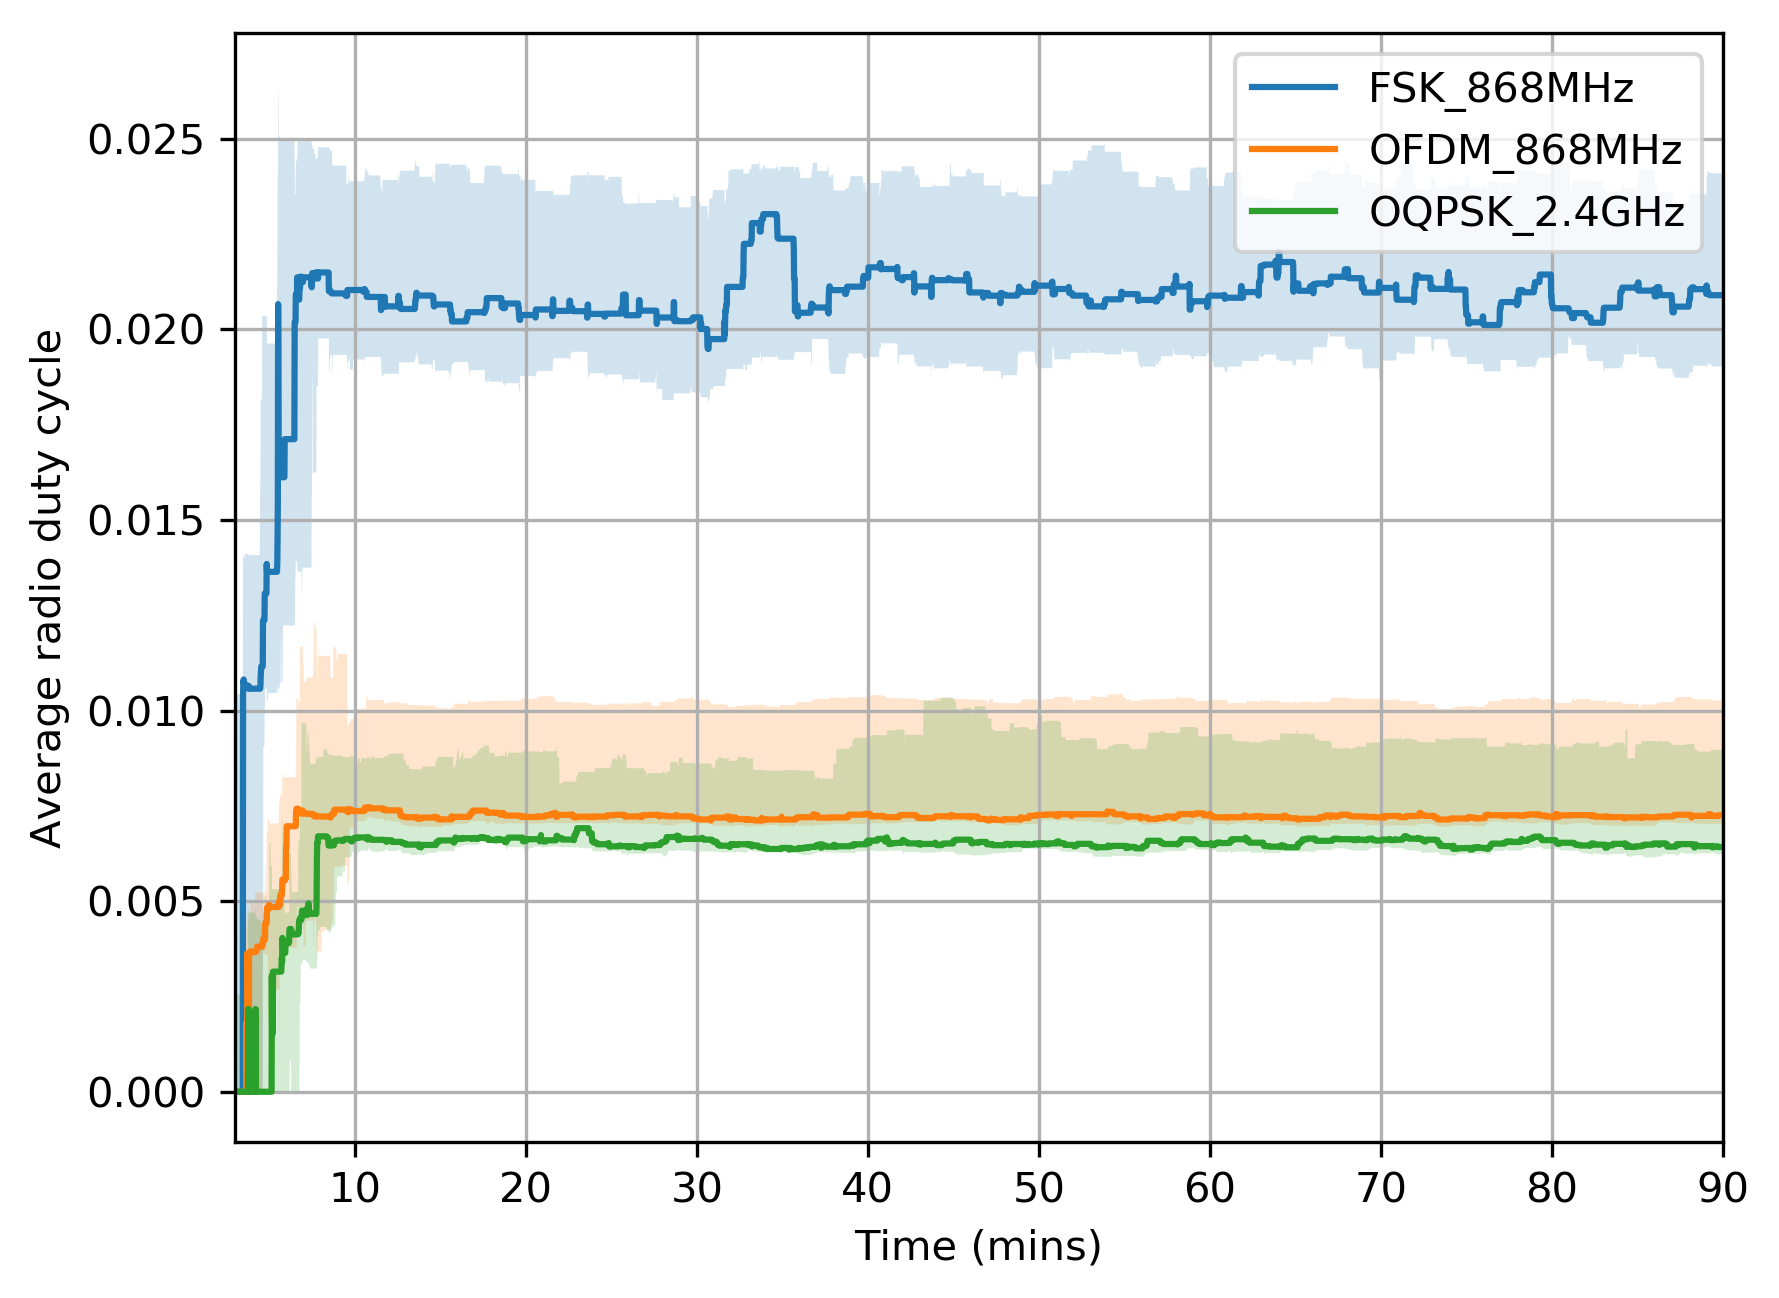 FSK_868MHz
OFDM_868MHz
OQPSK_2.4GHz
0.025
0.020
0.015
0.010
0.005
0.000
Average radio duty cycle
10 20 30 40 50 60 70 80 90
Time (mins)